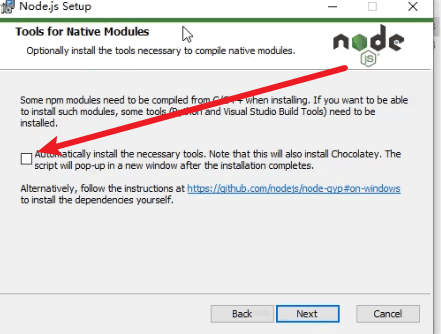 Node.js Setup
Tools for Native Modules
Optionally install the tools necessary to compile native modules.
node
JS
Some npm modules need to be compiled from C/C++ when installing. If you want to be able
to install such modules, some tools (Python and Visual Studio Build Tools) need to be
installed.
Automatically install the necessary tools. Note that this will also install Chocolatey. The
script will pop-up in a new window after the installation completes.
Alternatively, follow the instructions at https://github.com/nodejs/node-gyp#on-windows
to install the dependencies yourself.
Back
Next
Cancel